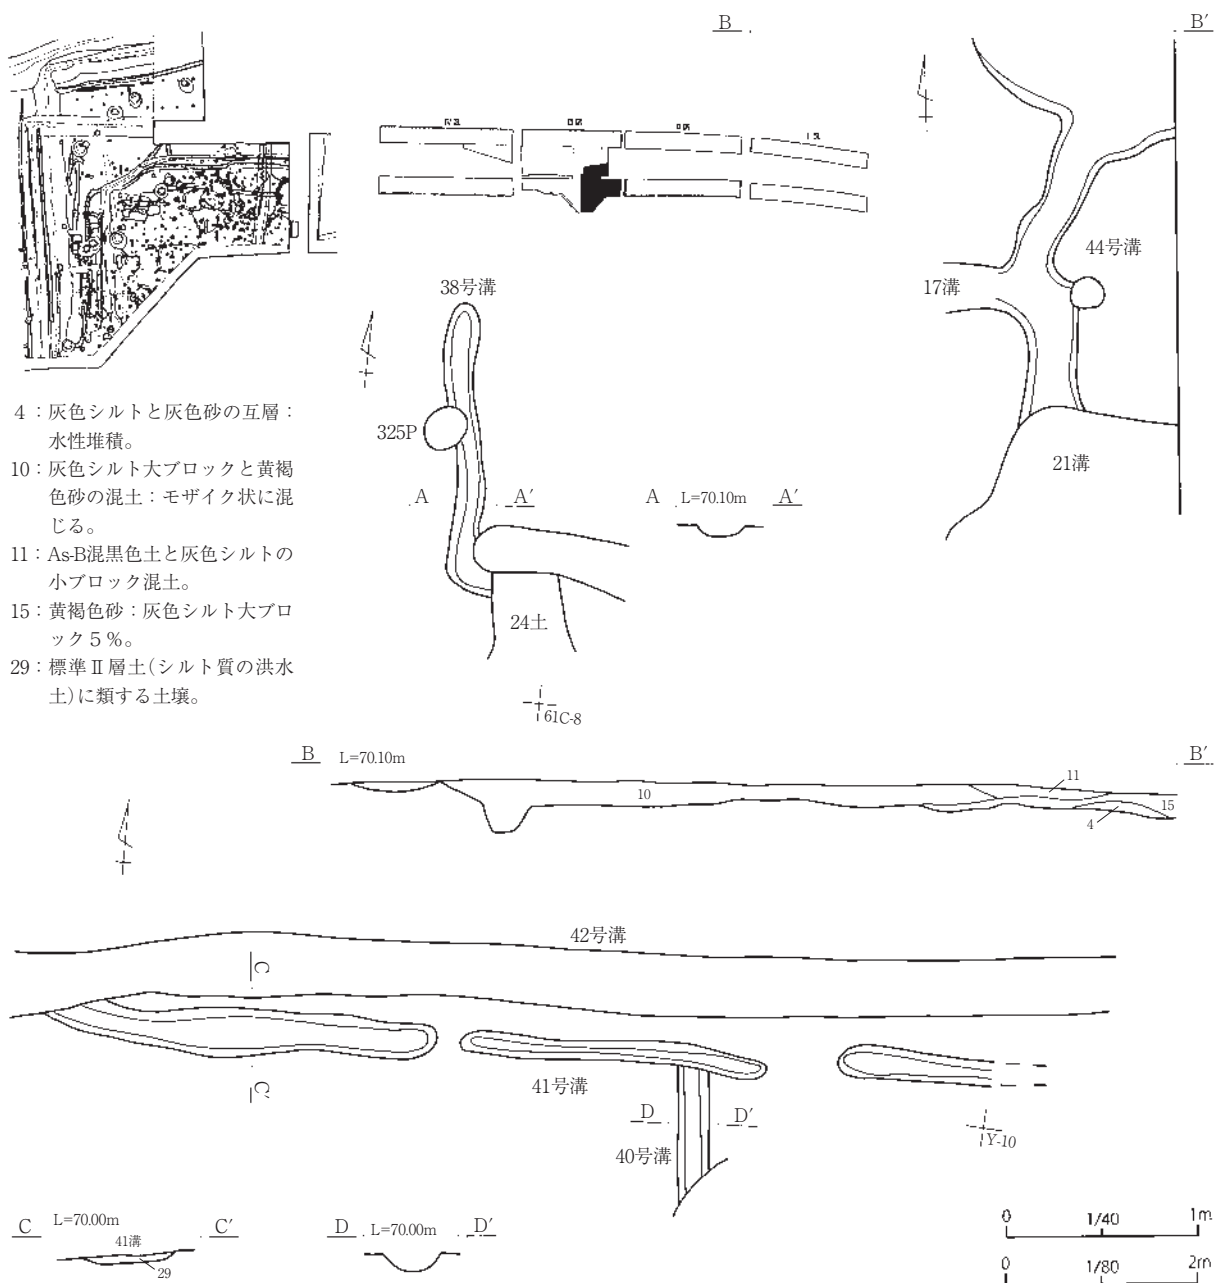 B
B′
38号溝
44号溝
17溝
325P
A
A′
A
L=70.10m
A′
21溝
24土
61C-8
4：灰色シルトと灰色砂の互層：
水性堆積。
10：灰色シルト大ブロックと黄褐
色砂の混土：モザイク状に混
じる。
11：As-B混黒色土と灰色シルトの
小ブロック混土。
15：黄褐色砂：灰色シルト大ブロ
ック５％。
29：標準Ⅱ層土(シルト質の洪水
土)に類する土壌。
B
L=70.10m
B′
11
10
15
4
42号溝
C
41号溝
C′
D
D′
Y-10
40号溝
C
L=70.00m
C′
41溝
29
D
L=70.00m
D′
0
1/40
1m
0
1/80
2m